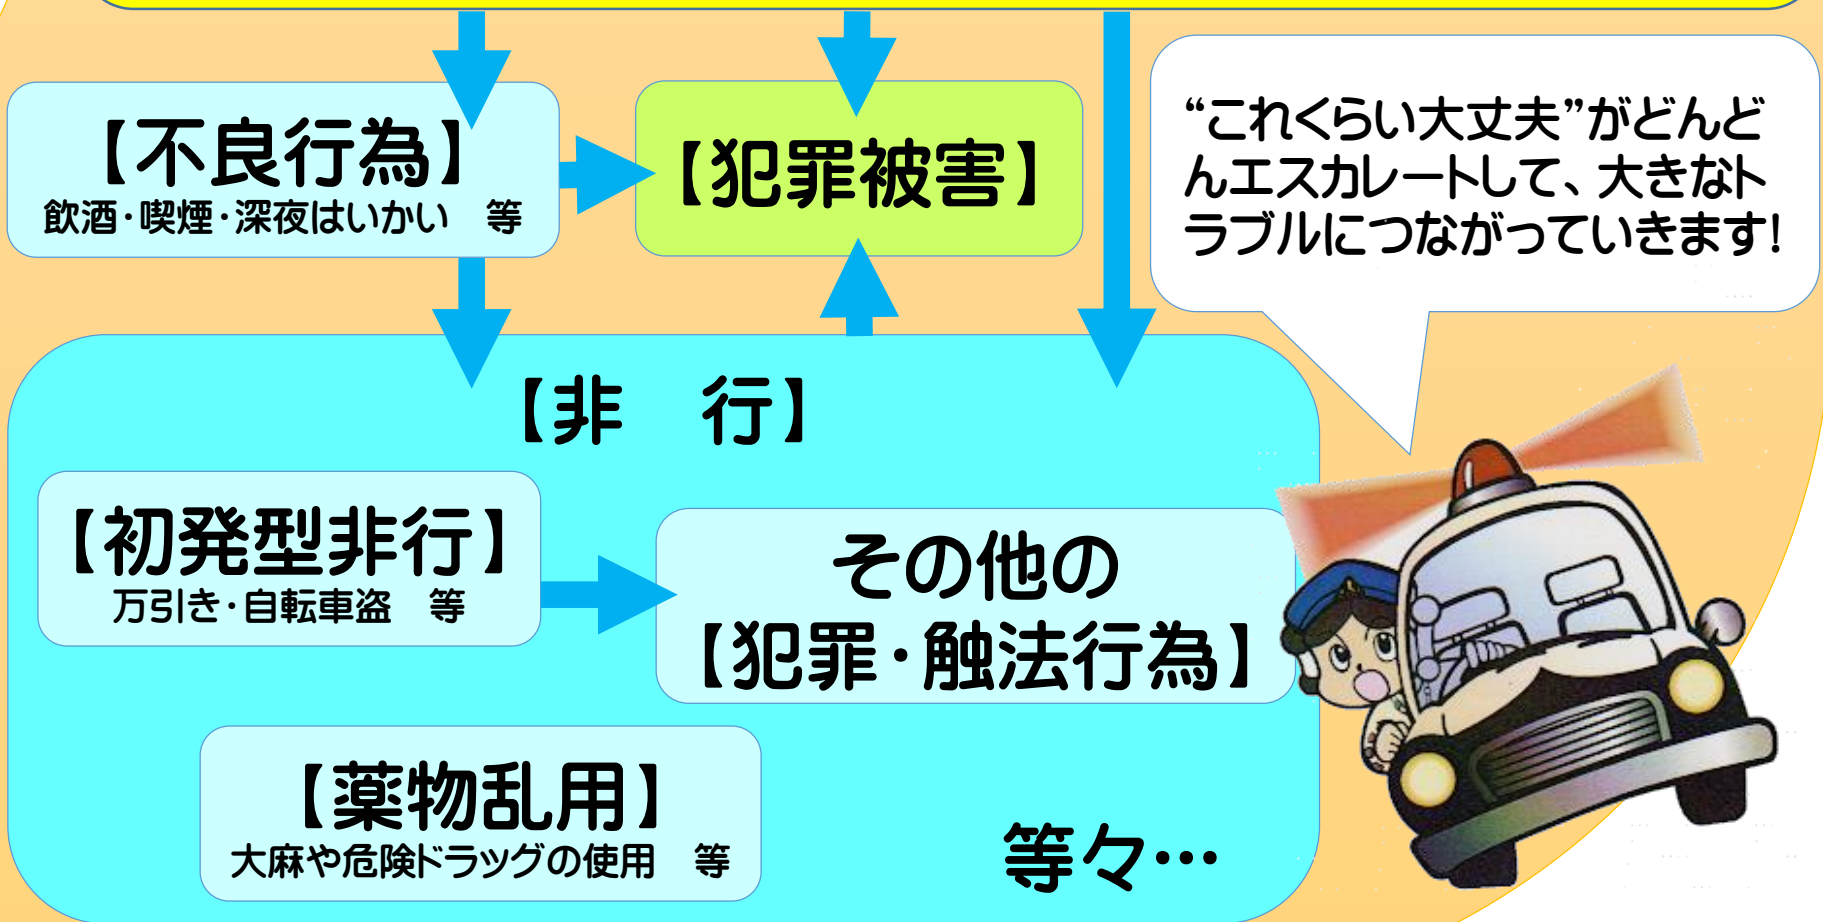 【不良行為】
飲酒・喫煙・深夜はいかい　等
【犯罪被害】
“これくらい大丈夫”がどんど
んエスカレートして、大きなト
ラブルにつながっていきます!
【非　行】
【初発型非行】
万引き・自転車盗　等
その他の
【犯罪・触法行為】
【薬物乱用】
大麻や危険ドラッグの使用　等
等々…